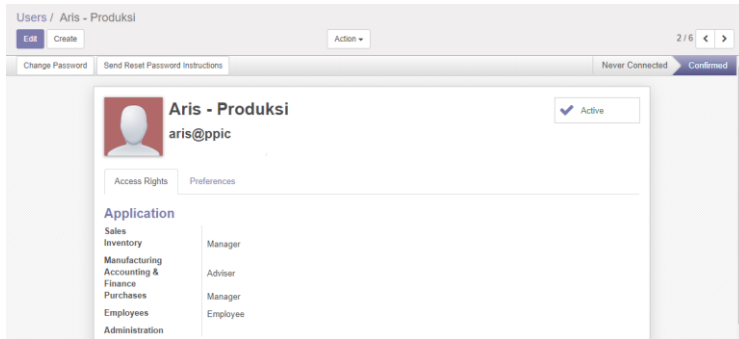 Users / Aris - Produksi
Edit Create Action 2 / 6
Change Password Send Reset Password Instructions Never Connected Confirmed
Aris - Produksi
Active
aris@ppic
Access Rights Preferences
Application
Sales
Inventory Manager
Manufacturing
Accounting & Finance Adviser
Purchases Manager
Employees Employee
Administration